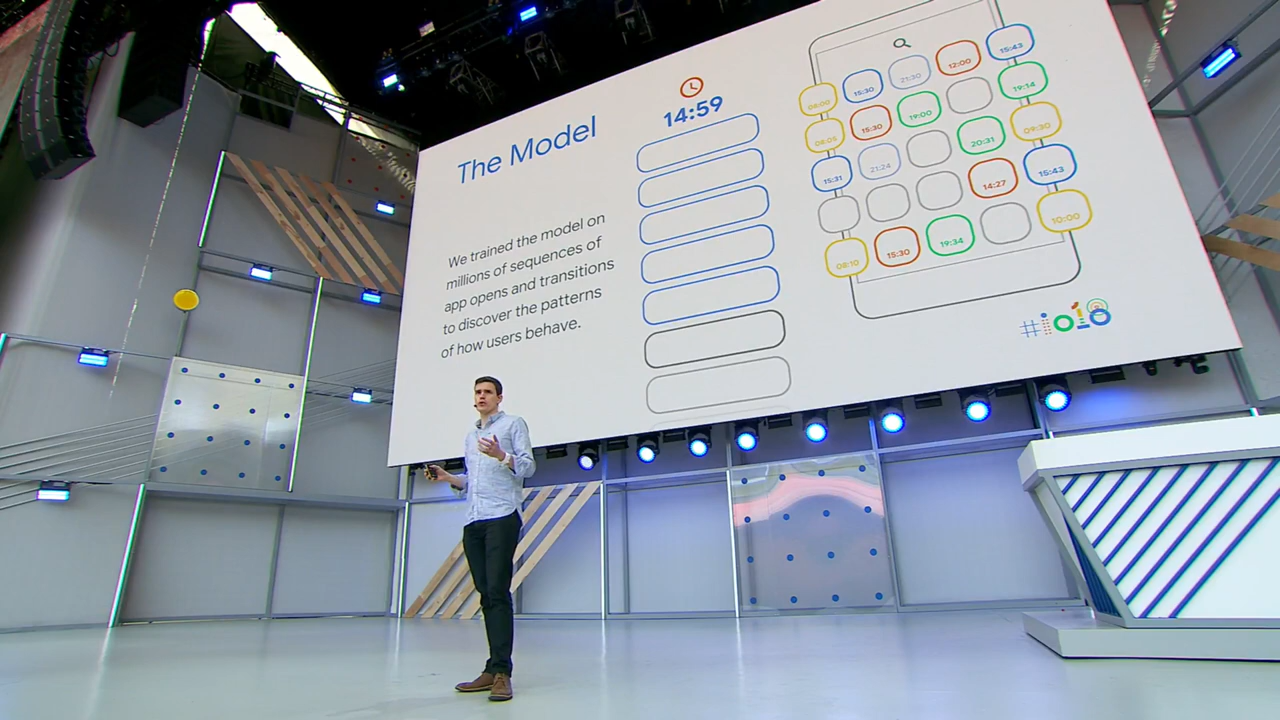 The Model
We trained the model on
millions of sequences of
app opens and transitions
to discover the patterns
of how users behave.
14:59
08:00 15:30 21:30 12:00 15:43
08:05 15:30 19:00 19:14
15:31 21:24 20:31 09:30
14:27 15:43
08:10 15:30 19:34 10:00
#io18